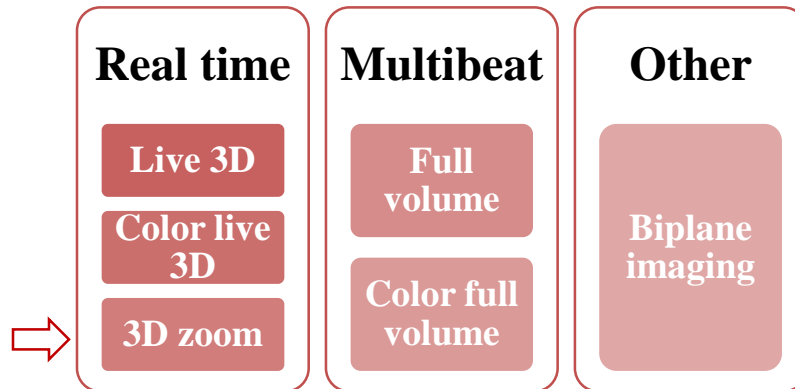 Real time
Live 3D
Color live
3D
3D zoom
Multibeat
Full
volume
Color full
volume
Other
Biplane
imaging